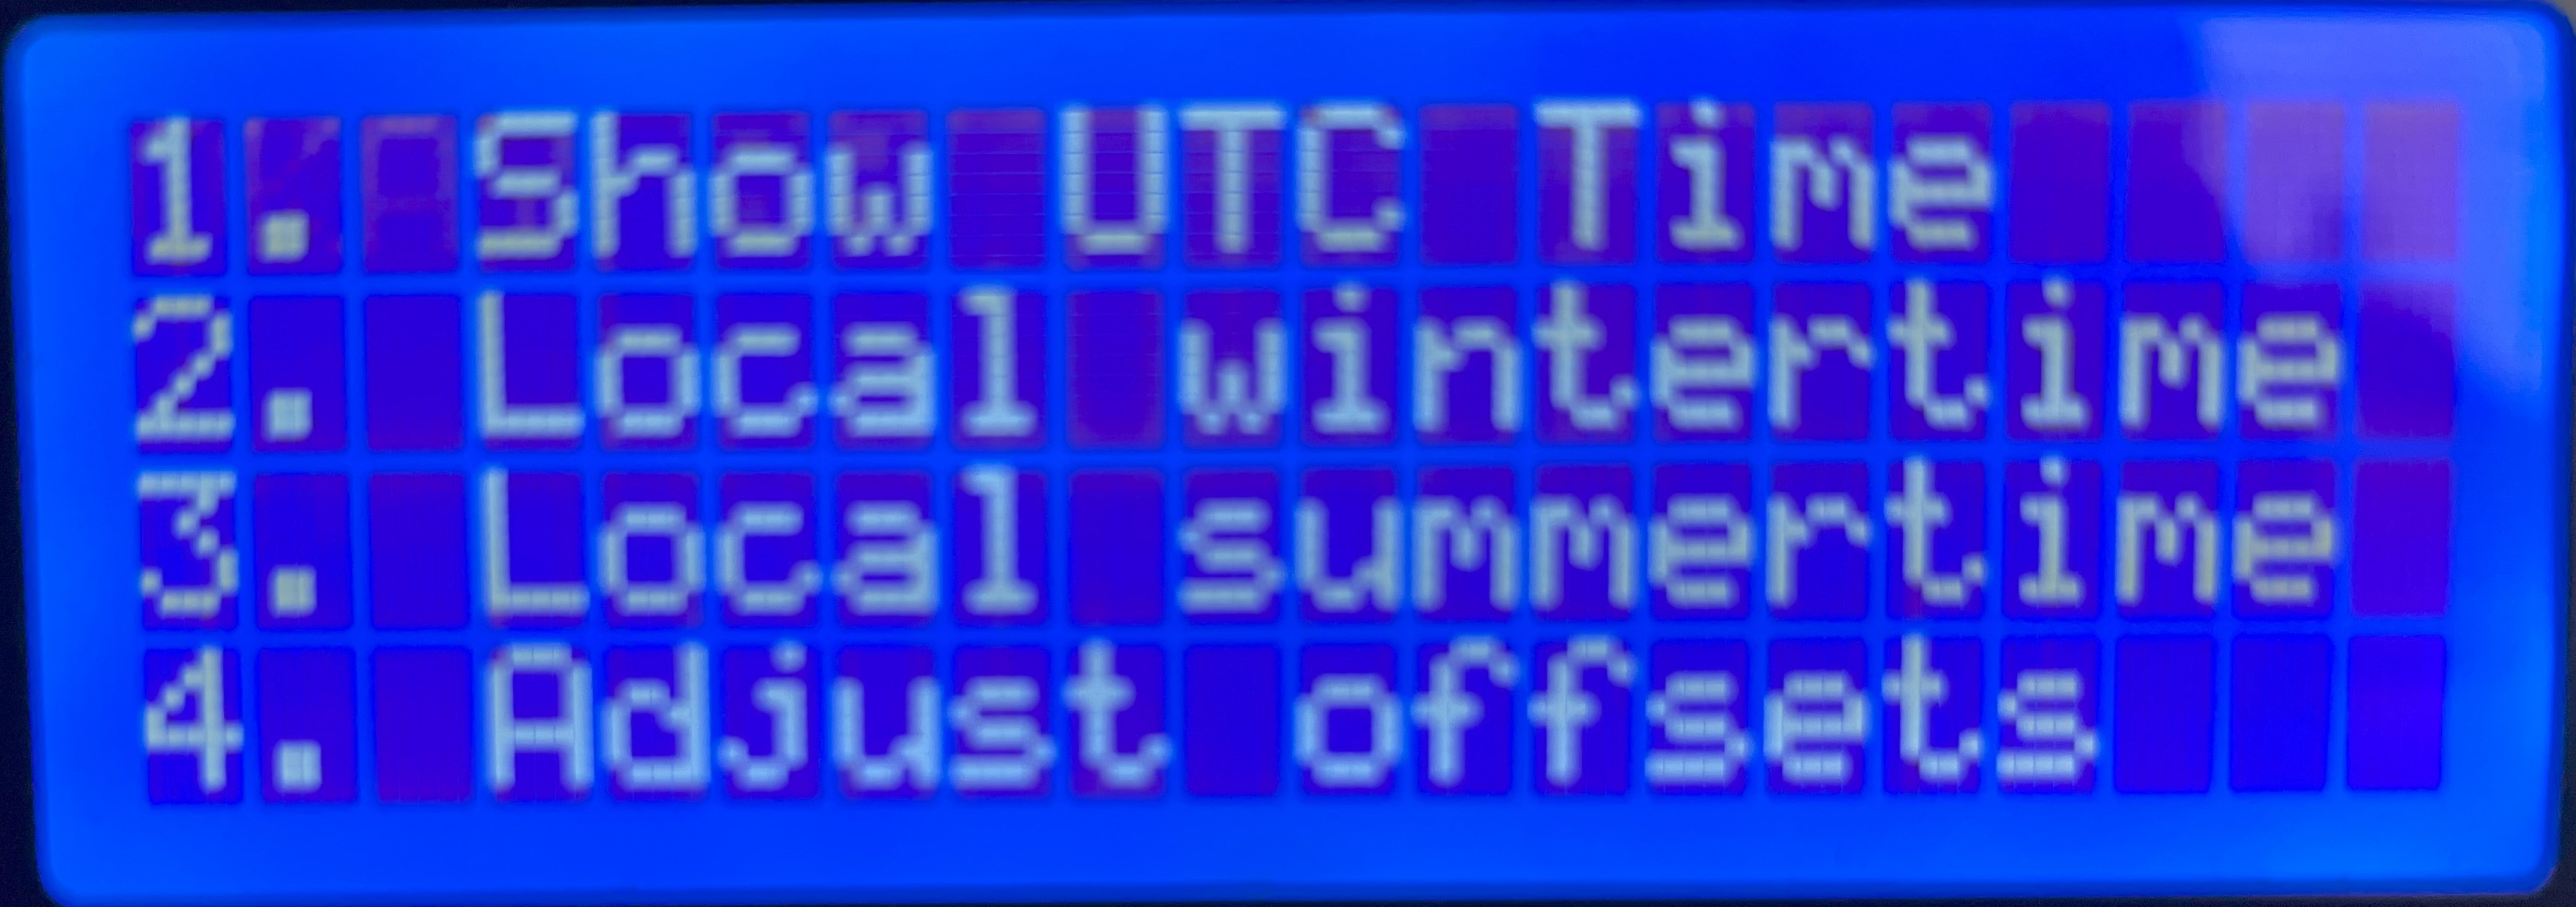 1. Show UTC Time
2. Local wintertime
3. Local summertime
4. Adjust offsets